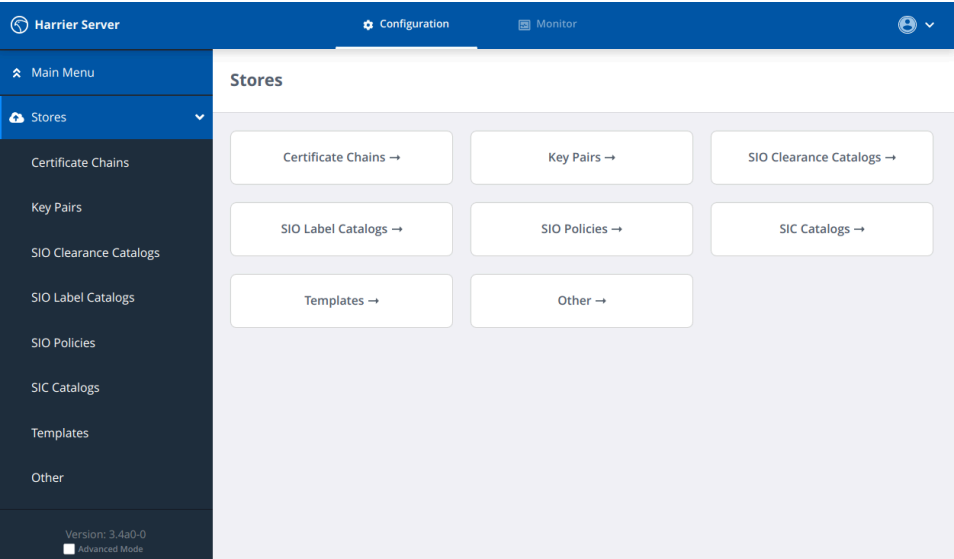 Harrier Server
Configuration
Monitor
Main Menu
Stores
Certificate Chains
Key Pairs
SIO Clearance Catalogs
SIO Label Catalogs
SIO Policies
SIC Catalogs
Templates
Other
Version: 3.4a0-0
Advanced Mode
Stores
Certificate Chains →
Key Pairs →
SIO Clearance Catalogs →
SIO Label Catalogs →
SIO Policies →
SIC Catalogs →
Templates →
Other →